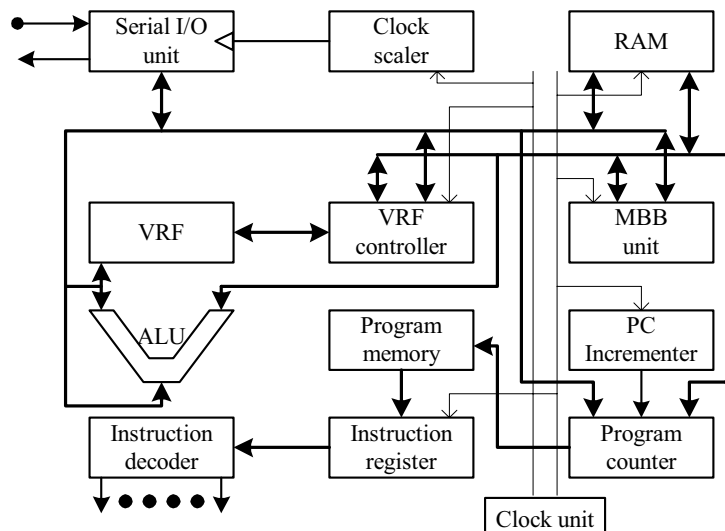 Serial I/O
unit
Clock
scaler
RAM
VRF
VRF
controller
MBB
unit
ALU
Program
memory
PC
Incrementer
Instruction
decoder
Instruction
register
Program
counter
Clock unit